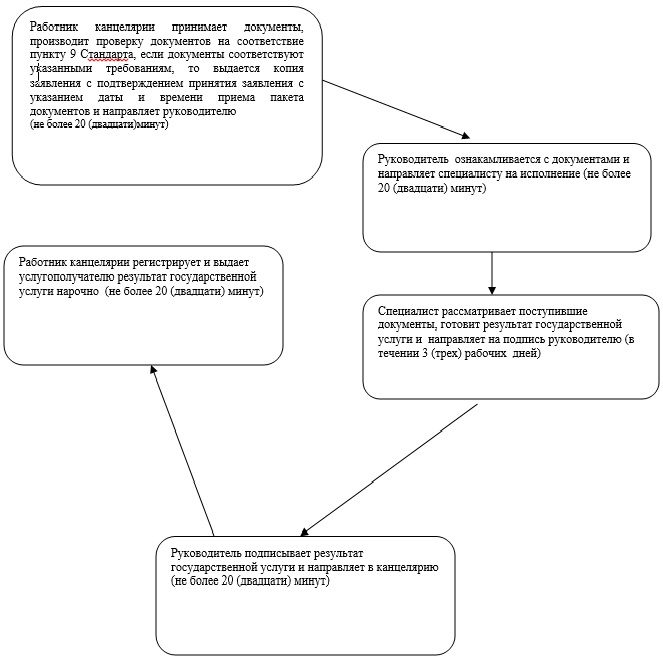 Работник канцелярии принимает документы,
производит проверку документов на соответствие
пункту 9 Стандарта, если документы соответствуют
указанными требованиям, то выдается копия
заявления с подтверждением принятия заявления с
указанием даты и времени приема пакета
документов и направляет руководителю
(не более 20 (двадцати)минут)
Руководитель ознакамливается с документами и
направляет специалисту на исполнение (не более
20 (двадцати) минут)
Специалист рассматривает поступившие
документы, готовит результат государственной
услуги и направляет на подпись руководителю (в
течении 3 (трех) рабочих дней)
Руководитель подписывает результат
государственной услуги и направляет в канцелярию
(не более 20 (двадцати) минут)
Работник канцелярии регистрирует и выдает
услугополучателю результат государственной
услуги нарочно (не более 20 (двадцати) минут)